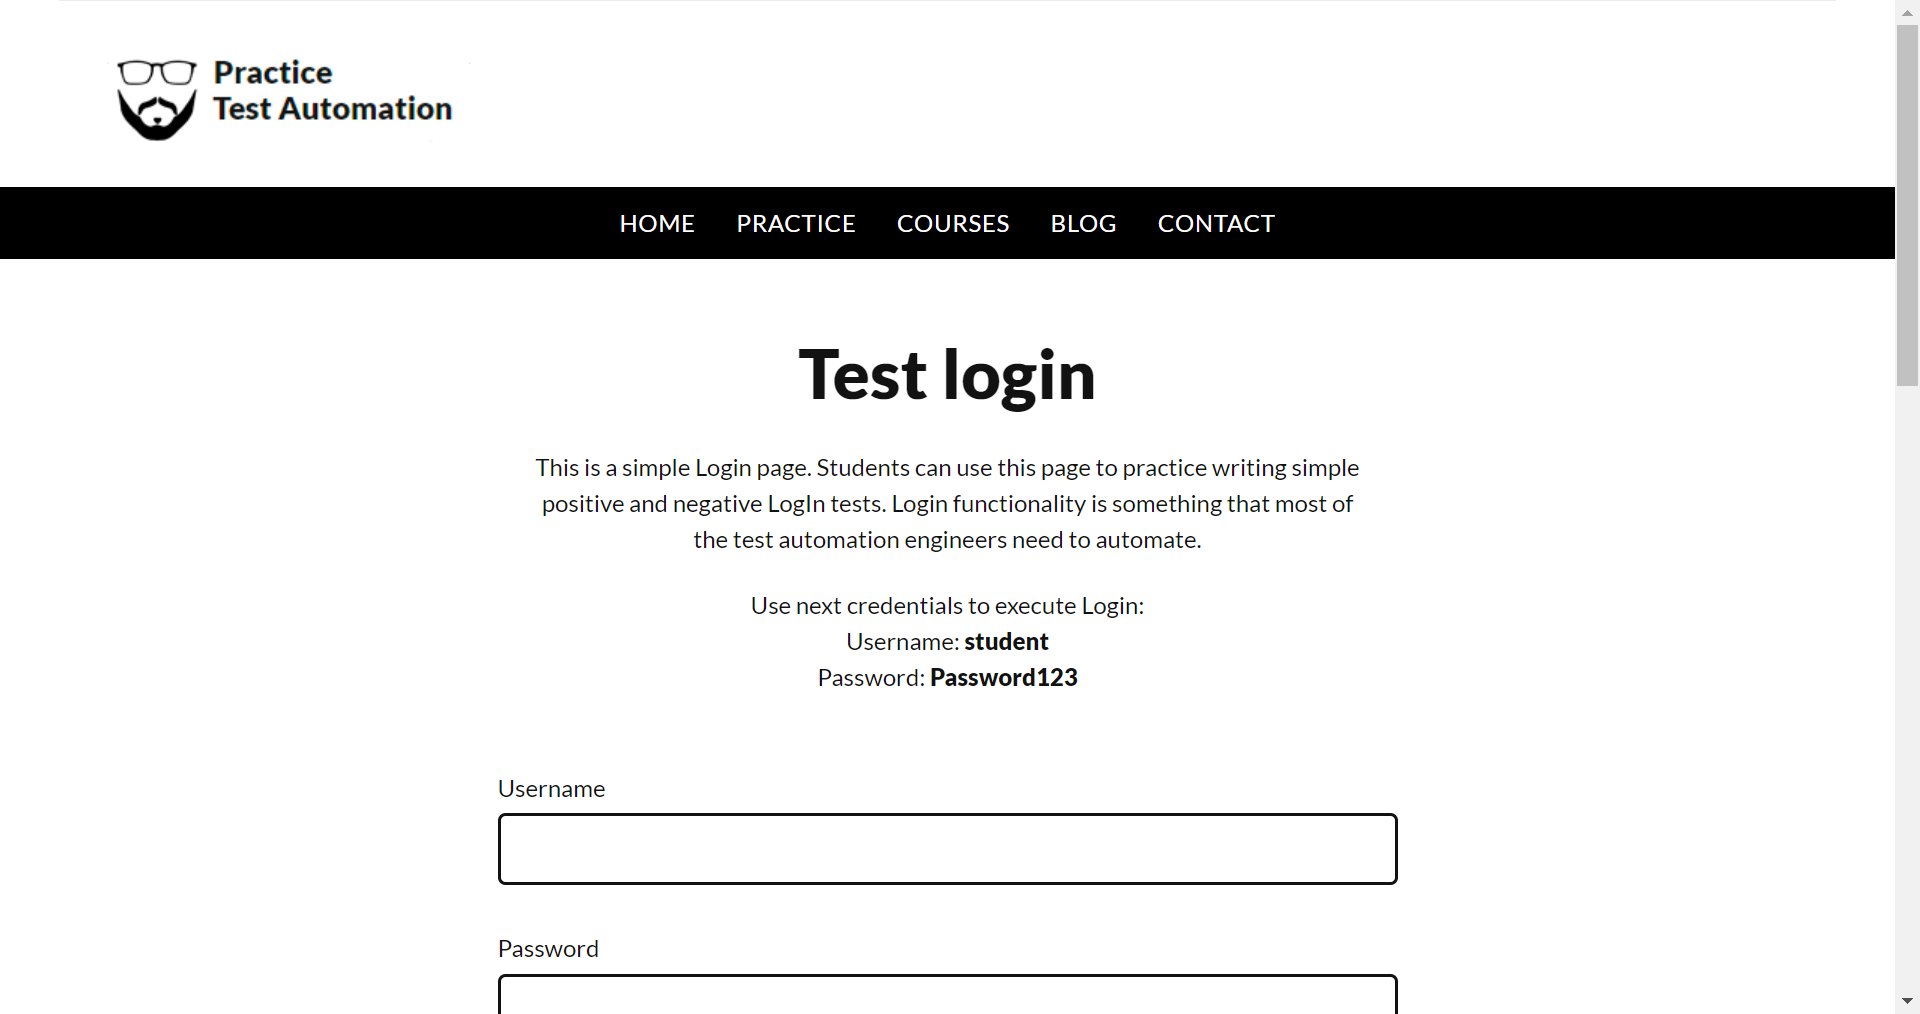 Practice
Test Automation
HOME PRACTICE COURSES BLOG CONTACT
Test login
This is a simple Login page. Students can use this page to practice writing simple
positive and negative LogIn tests. Login functionality is something that most of
the test automation engineers need to automate.
Use next credentials to execute Login:
Username: student
Password: Password123
Username
Password